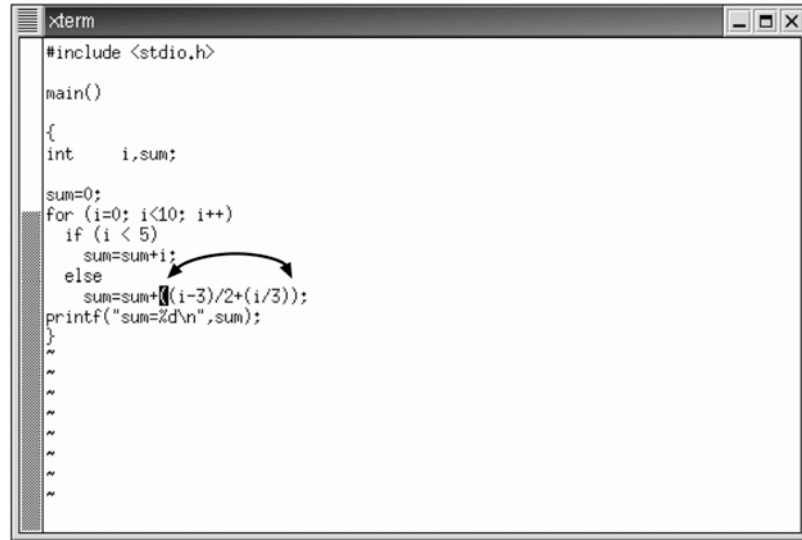 xterm
#include <stdio.h>
main()
{
int     i,sum;
sum=0;
for (i=0; i<10; i++)
  if (i < 5)
    sum=sum+i;
  else
    sum=sum+((i-3)/2+(i/3));
printf("sum=%d\n",sum);
}
~
~
~
~
~
~
~
~